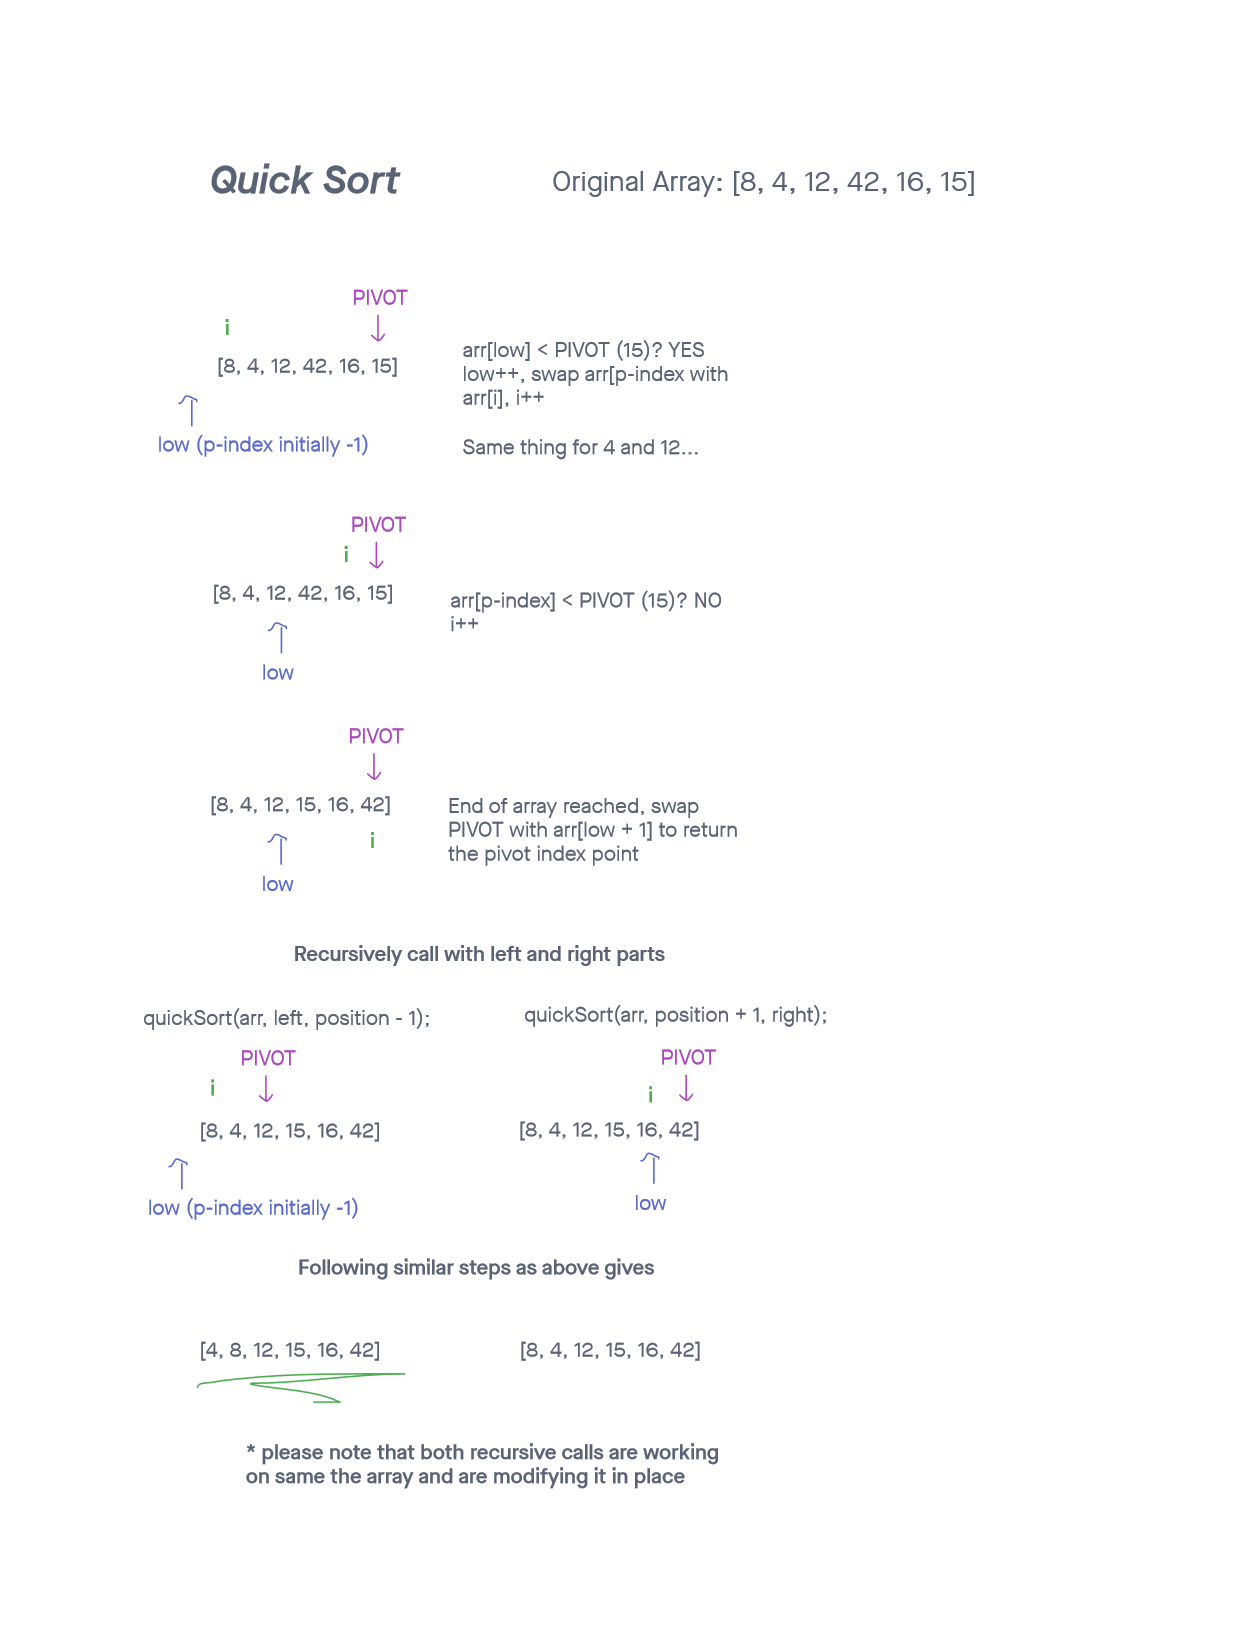 Quick Sort
Original Array: [8, 4, 12, 42, 16, 15]
PIVOT
i
[8, 4, 12, 42, 16, 15]
low (p-index initially -1)
arr[low] < PIVOT (15)? YES
low++, swap arr[p-index with
arr[i], i++
Same thing for 4 and 12...
PIVOT
i
[8, 4, 12, 42, 16, 15]
low
arr[p-index] < PIVOT (15)? NO
i++
PIVOT
[8, 4, 12, 15, 16, 42]
i
low
End of array reached, swap
PIVOT with arr[low + 1] to return
the pivot index point
Recursively call with left and right parts
quickSort(arr, left, position - 1);
PIVOT
i
[8, 4, 12, 15, 16, 42]
low (p-index initially -1)
quickSort(arr, position + 1, right);
PIVOT
i
[8, 4, 12, 15, 16, 42]
low
Following similar steps as above gives
[4, 8, 12, 15, 16, 42]
[8, 4, 12, 15, 16, 42]
* please note that both recursive calls are working
on same the array and are modifying it in place